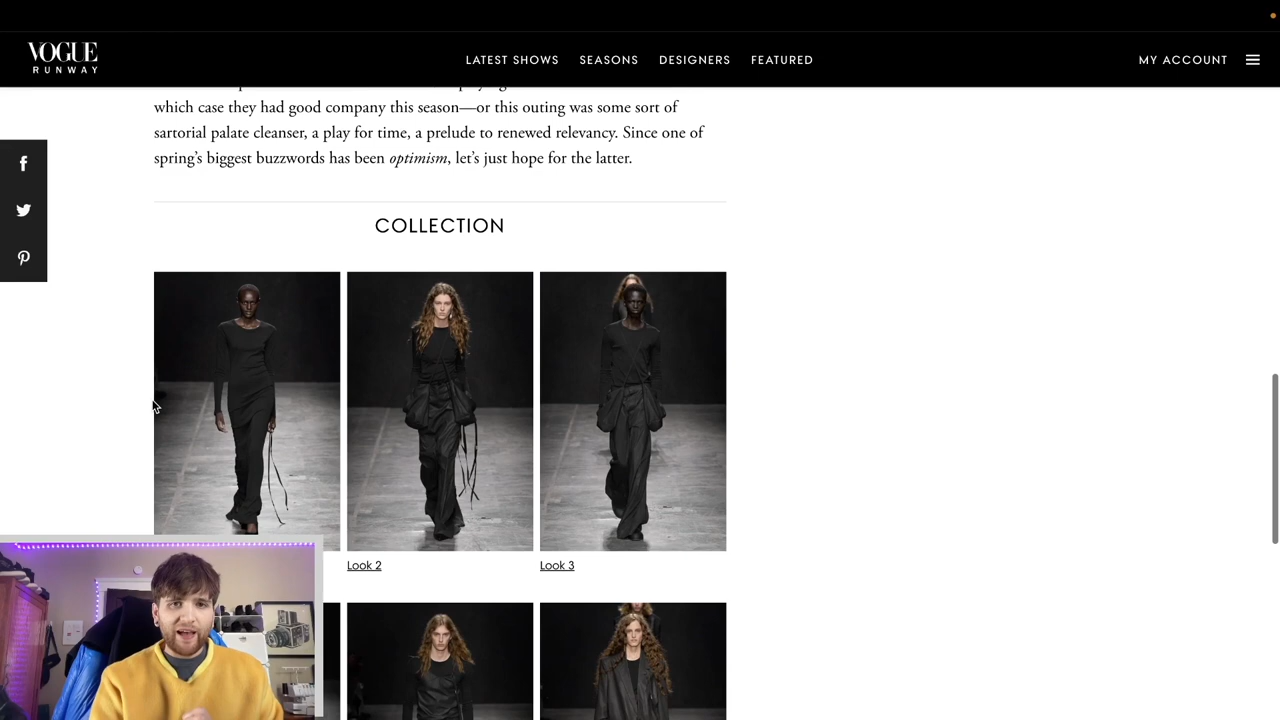 VOGUE
RUNWAY
LATEST SHOWS
SEASONS
DESIGNERS
FEATURED
MY ACCOUNT
which case they had good company this season—or this outing was some sort of
sartorial palate cleanser, a play for time, a prelude to renewed relevancy. Since one of
spring’s biggest buzzwords has been optimism, let’s just hope for the latter.
COLLECTION
Look 2
Look 3